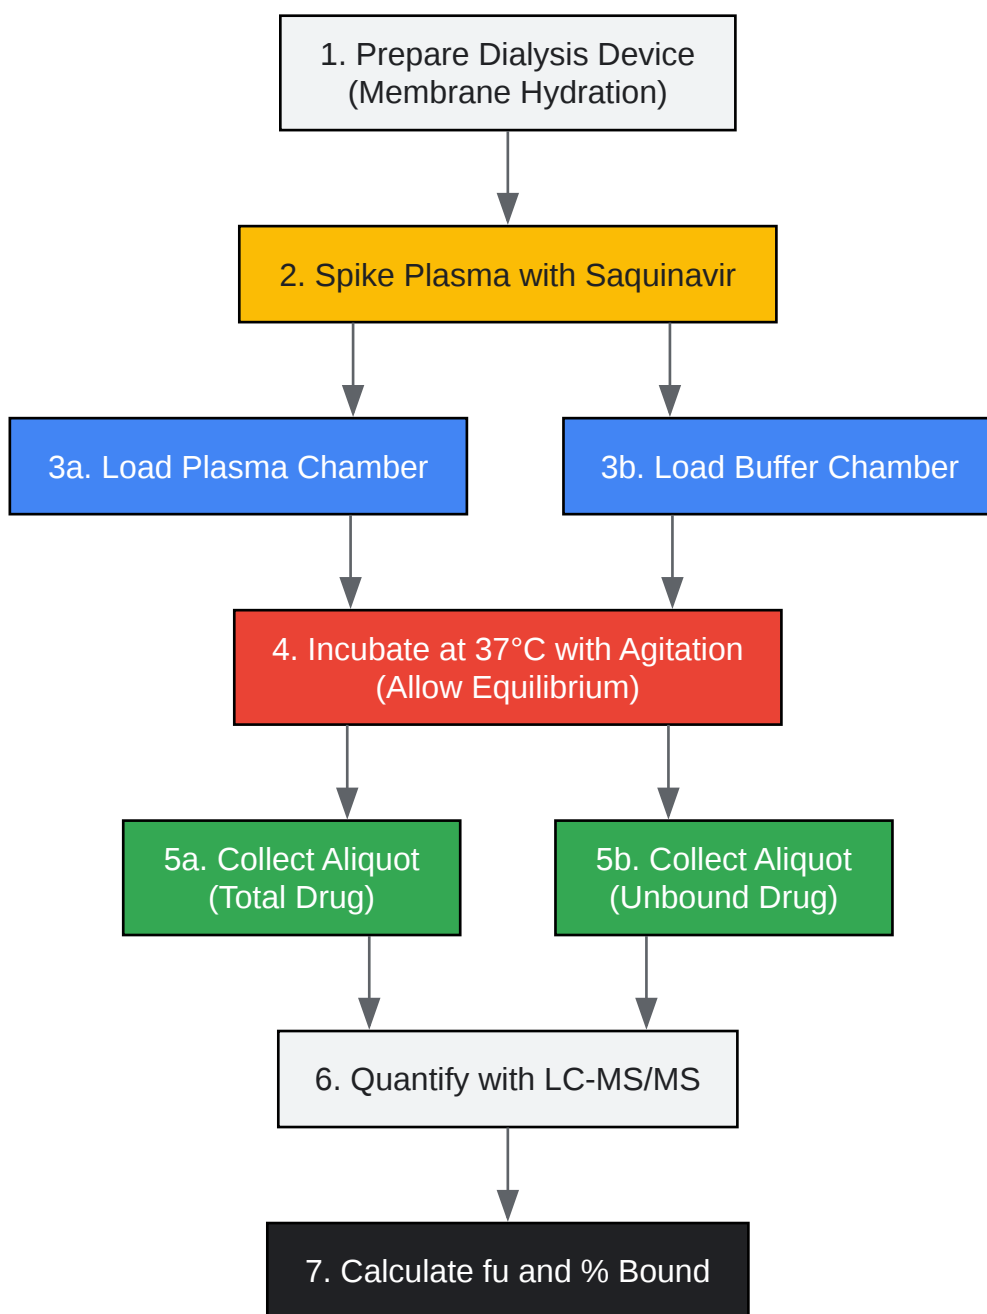 1. Prepare Dialysis Device
(Membrane Hydration)
2. Spike Plasma with Saquinavir
3a. Load Plasma Chamber
3b. Load Buffer Chamber
4. Incubate at 37°C with Agitation
(Allow Equilibrium)
5a. Collect Aliquot
(Total Drug)
5b. Collect Aliquot
(Unbound Drug)
6. Quantify with LC-MS/MS
7. Calculate fu and % Bound